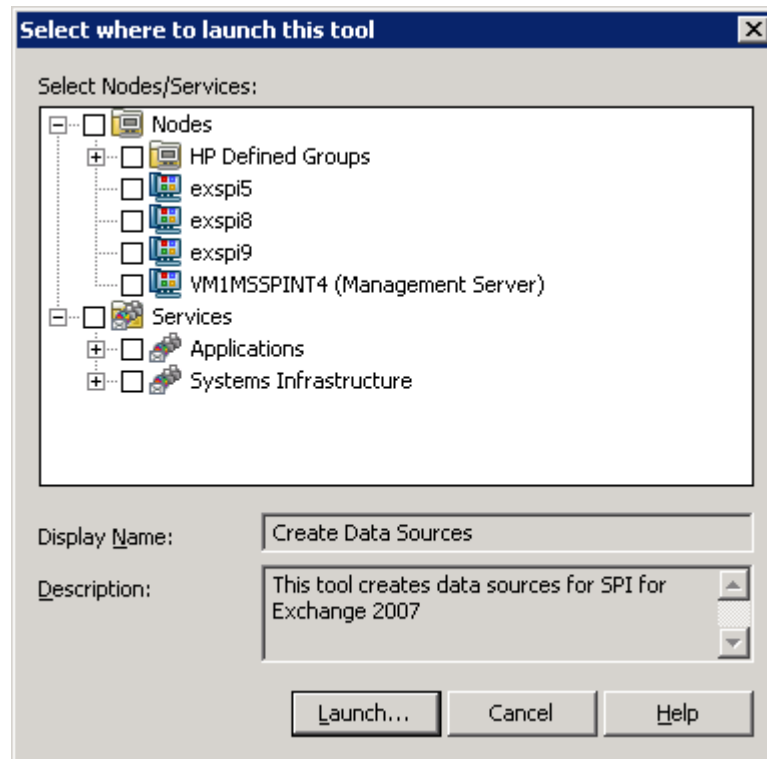 Select where to launch this tool
Select Nodes/Services:
Nodes
HP Defined Groups
exspi5
exspi8
exspi9
VM1MSSPINT4 (Management Server)
Services
Applications
Systems Infrastructure
Display Name:
Create Data Sources
Description:
This tool creates data sources for SPI for
Exchange 2007
Launch... Cancel Help